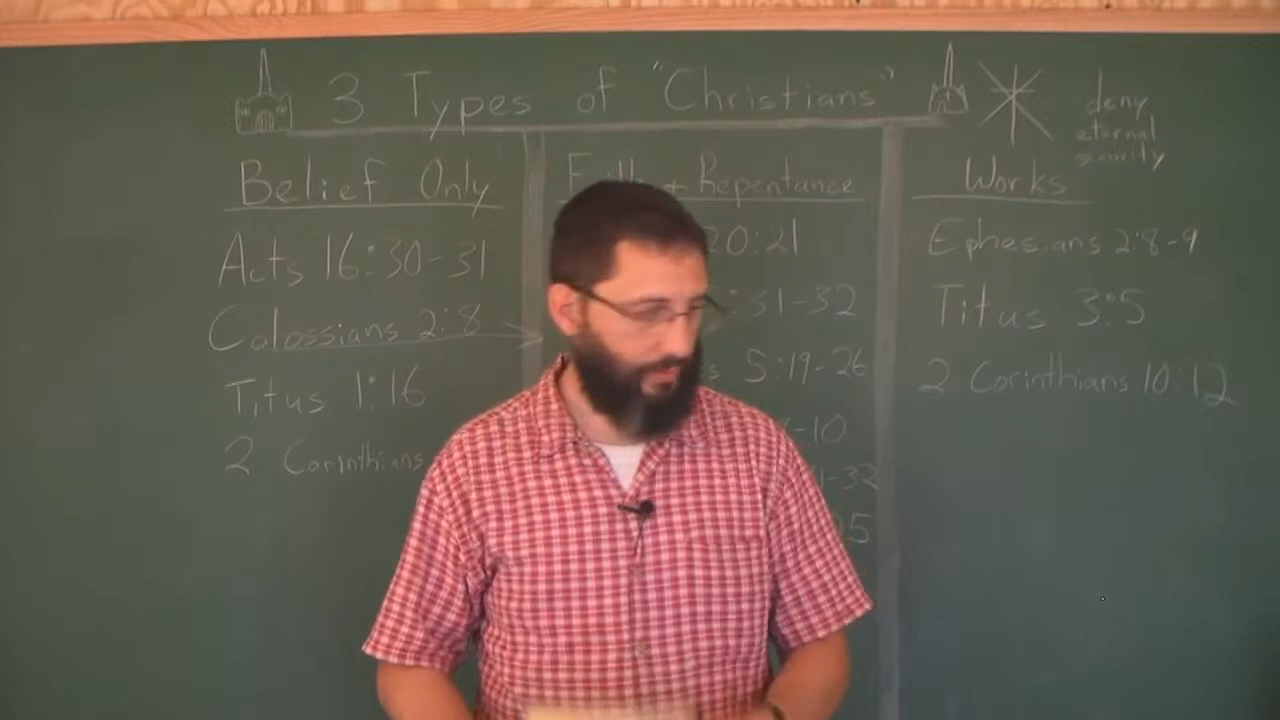 3 Types of "Christians"
deny
eternal
security
Belief Only
Acts 16:30-31
Colossians 2:8
Titus 1:16
2 Corinthians
& Repentance
20:21
:31-32
s 5:19-26
-10
-32
25
Works
Ephesians 2:8-9
Titus 3:5
2 Corinthians 10:12